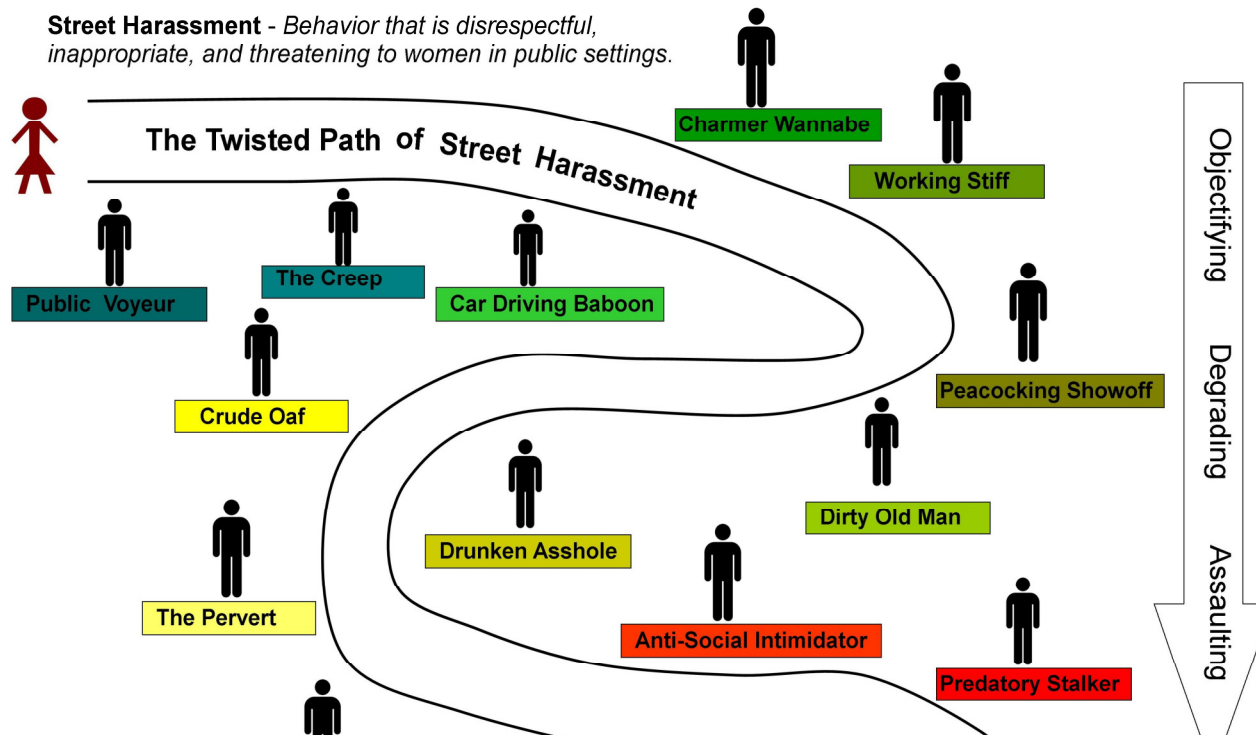 Street Harassment - Behavior that is disrespectful,
inappropriate, and threatening to women in public settings.
The Twisted Path of Street Harassment
Charmer Wannabe
Working Stiff
Public Voyeur
The Creep
Car Driving Baboon
Peacocking Showoff
Crude Oaf
Dirty Old Man
Drunken Asshole
The Pervert
Anti-Social Intimidator
Predatory Stalker
Objectifying
Degrading
Assaulting